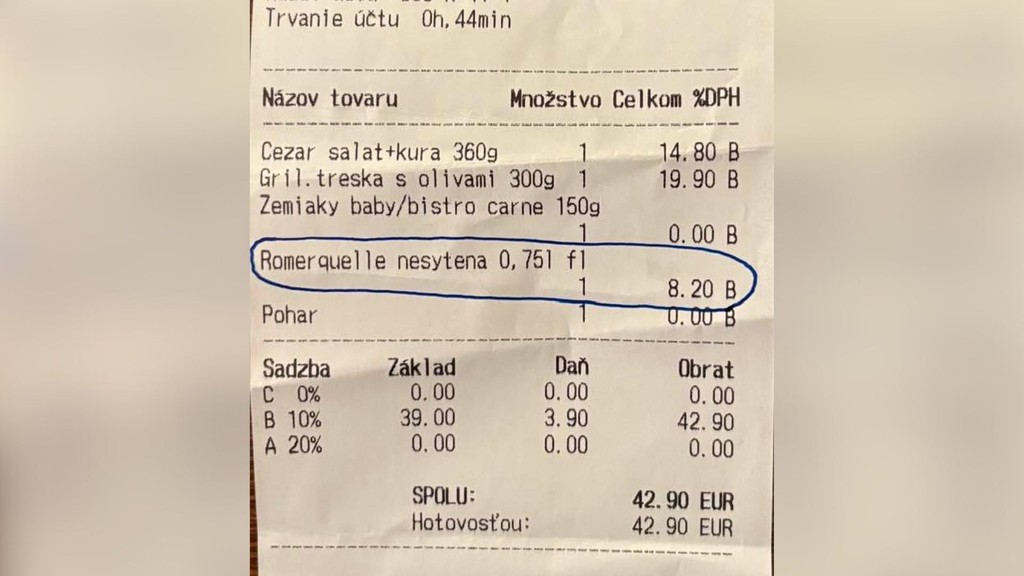 Trvanie účtu 0h,44min
Názov tovaru Množstvo Celkom %DPH
Cezar salat+kura 360g 1 14.80 B
Gril.treska s olivami 300g 1 19.90 B
Zemiaky baby/bistro carne 150g
1 0.00 B
Romerquelle nesytena 0,75l fl
1 8.20 B
Pohar 1 0.00 B
Sadzba Základ Daň Obrat
C 0% 0.00 0.00 0.00
B 10% 39.00 3.90 42.90
A 20% 0.00 0.00 0.00
SPOLU: 42.90 EUR
Hotovosťou: 42.90 EUR